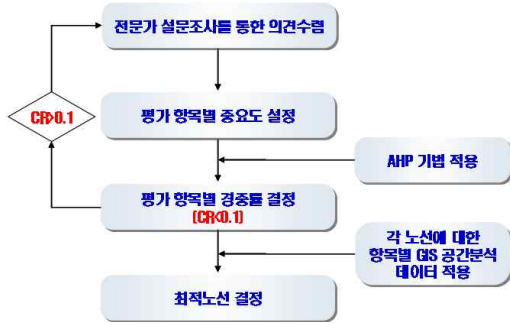 전문가 설문조사를 통한 의견수렴
CR>0.1
평가 항목별 중요도 설정
AHP 기법 적용
평가 항목별 경중률 결정
(CR<0.1)
각 노선에 대한
항목별 GIS 공간분석
데이터 적용
최적노선 결정